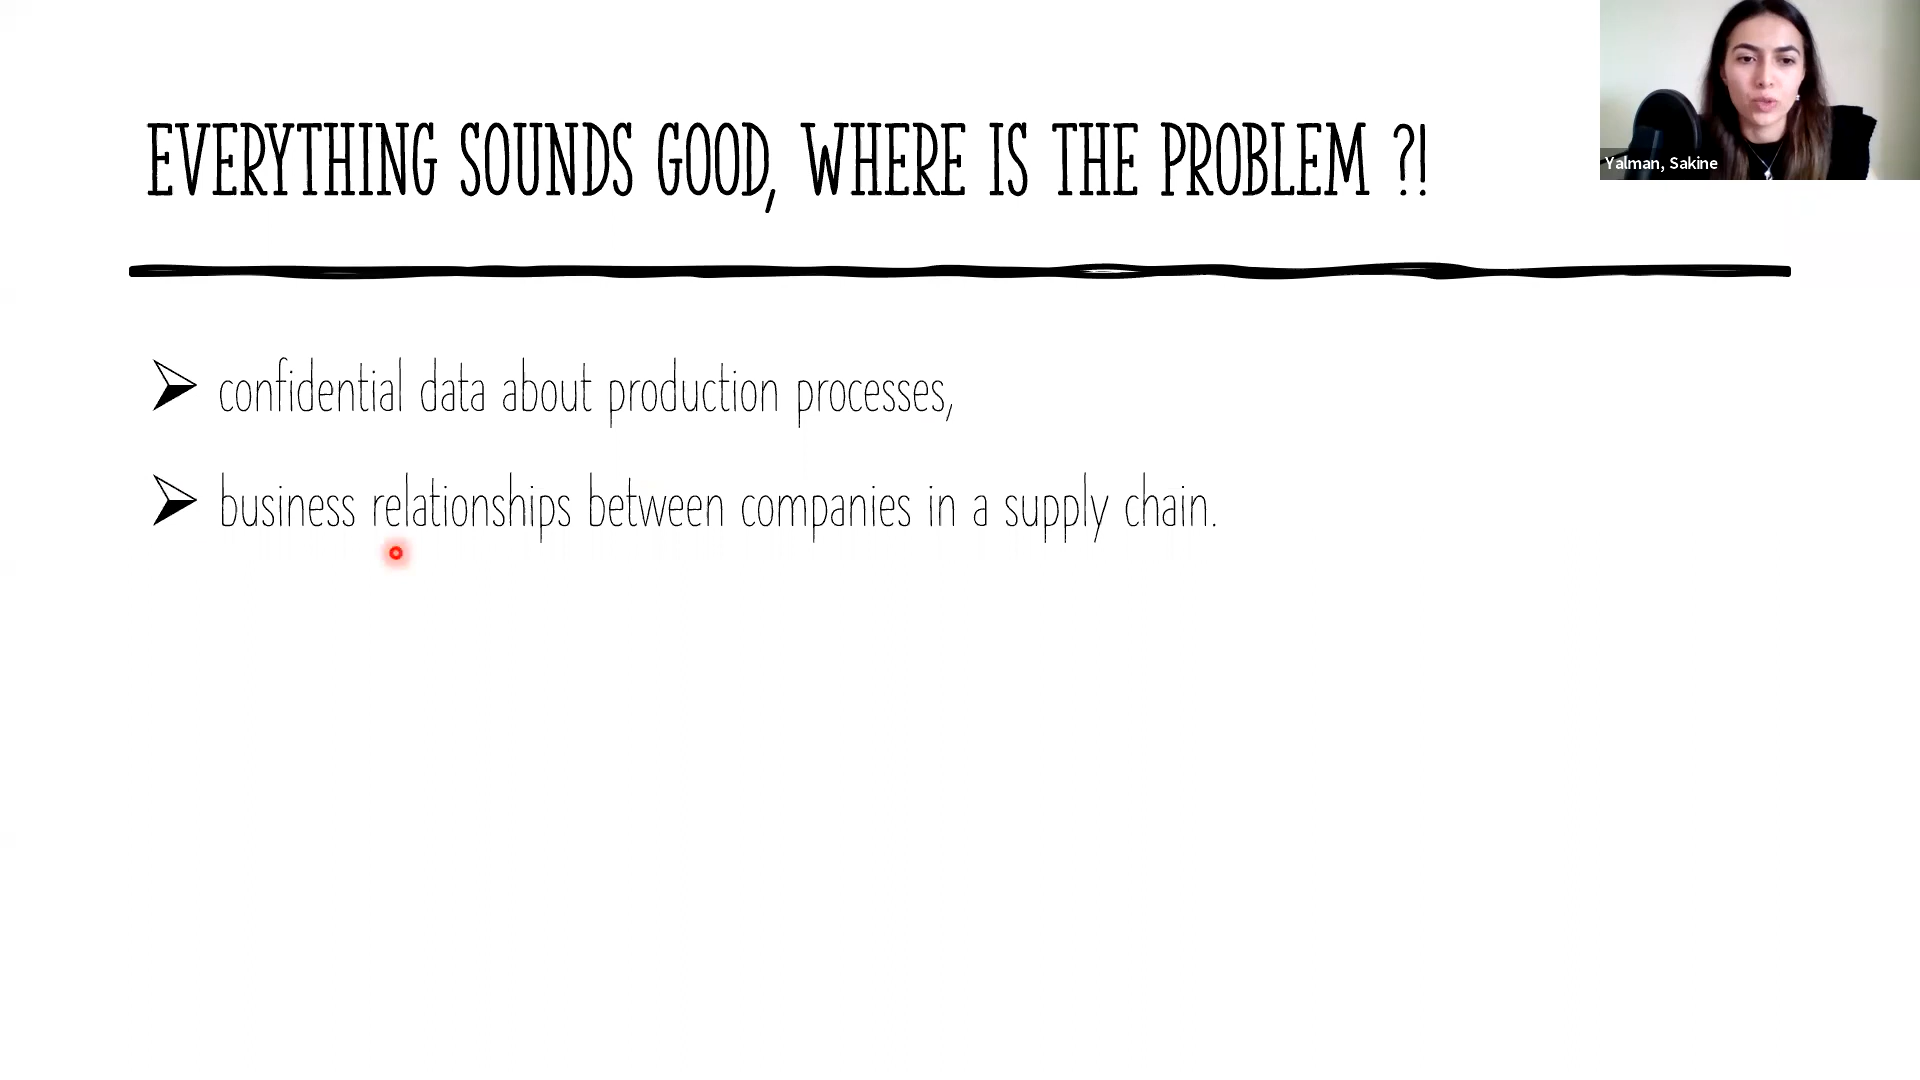 EVERYTHING SOUNDS GOOD, WHERE IS THE PROBLEM ?!
Yalman, Sakine
confidential data about production processes,
business relationships between companies in a supply chain.